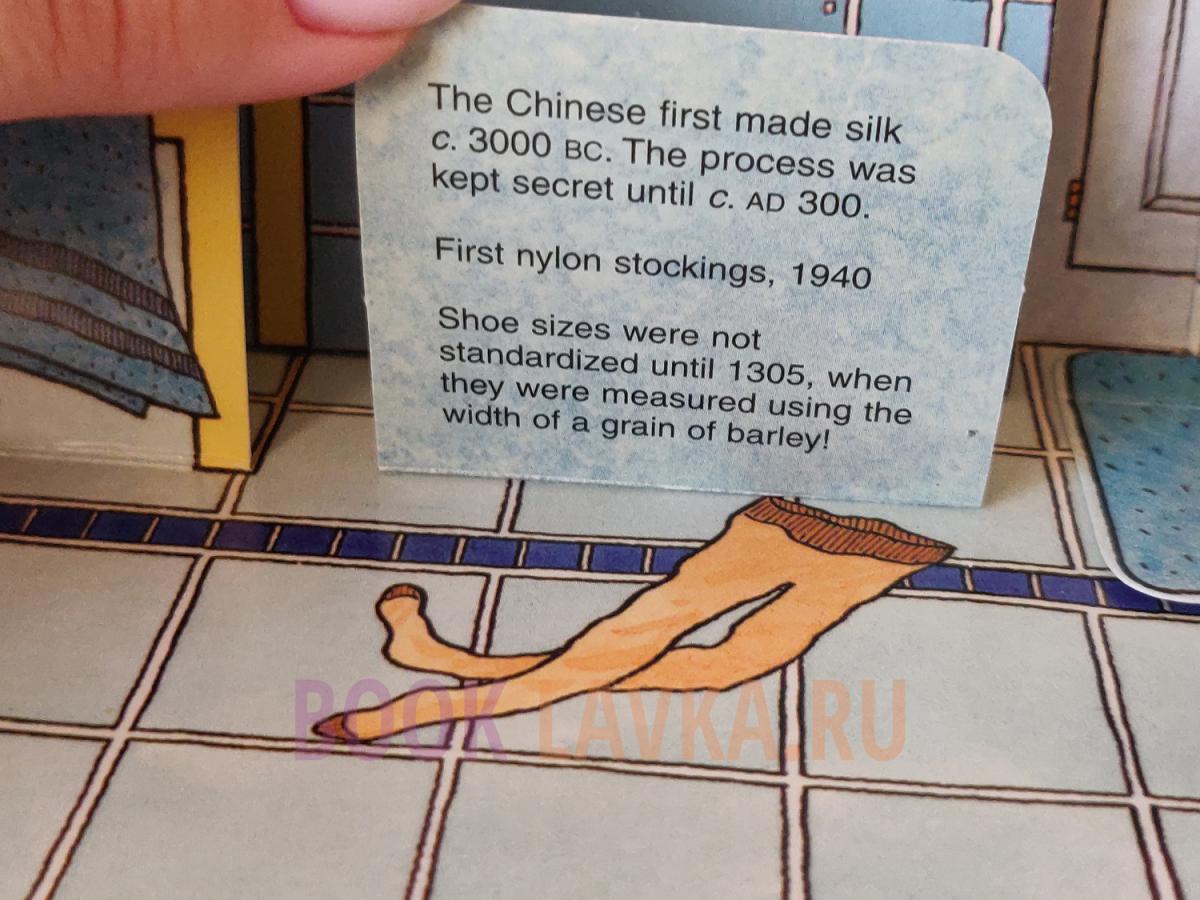 The Chinese first made silk
c. 3000 BC. The process was
kept secret until c. AD 300.
First nylon stockings, 1940
Shoe sizes were not
standardized until 1305, when
they were measured using the
width of a grain of barley!
BOOK LAVKA.RU